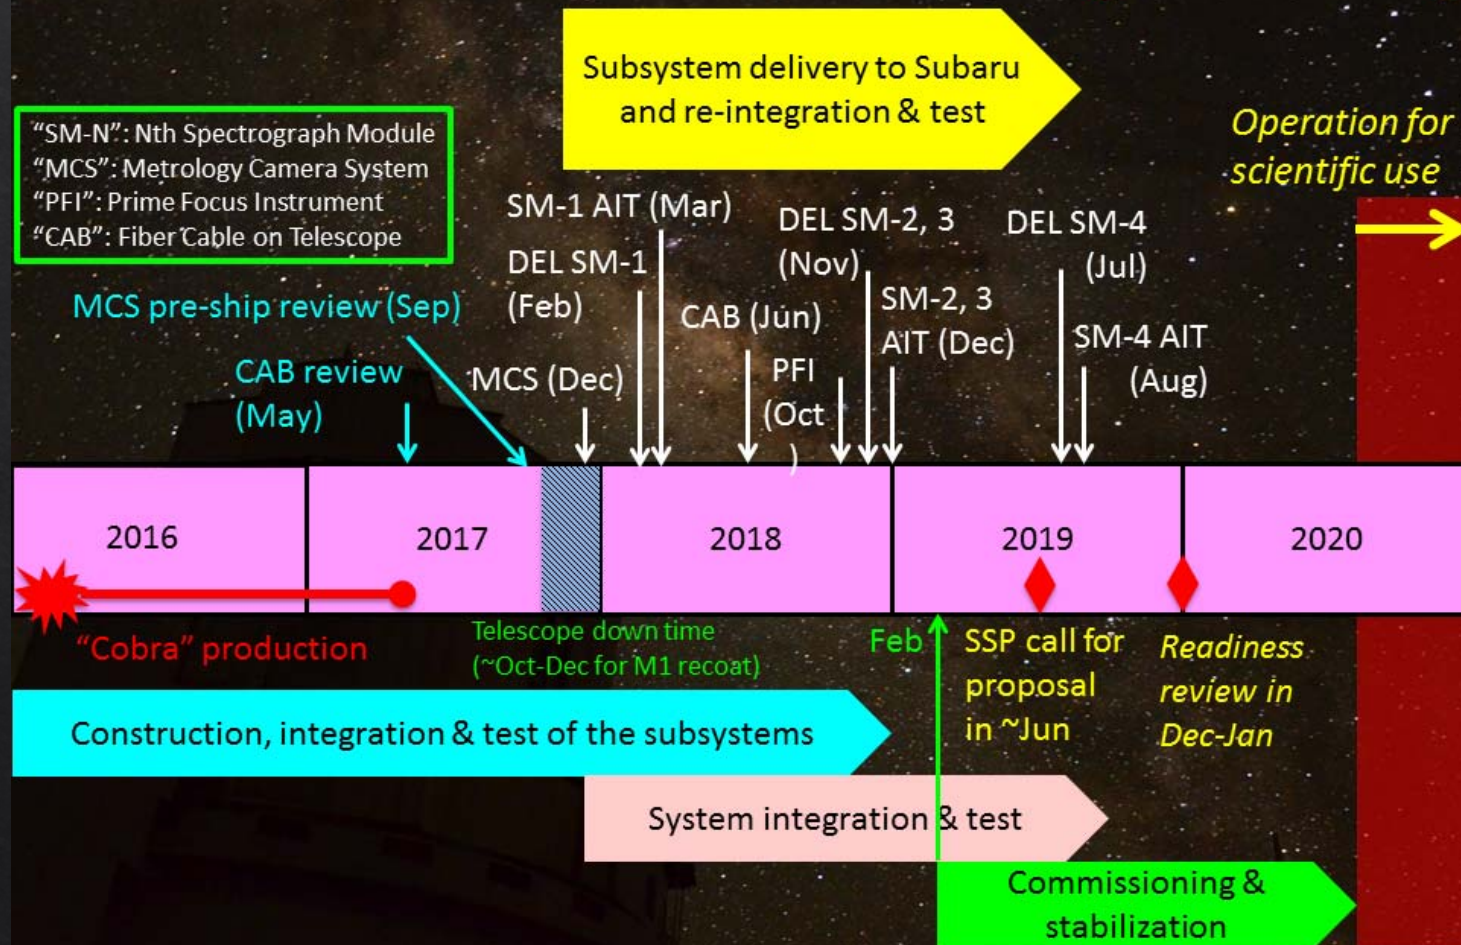 Subsystem delivery to Subaru
and re-integration & test
Operation for
scientific use
“SM-N”: Nth Spectrograph Module
“MCS”: Metrology Camera System
“PFI”: Prime Focus Instrument
“CAB”: Fiber Cable on Telescope
SM-1 AIT (Mar)
DEL SM-1
(Feb)
DEL SM-2, 3
(Nov)
DEL SM-4
(Jul)
MCS pre-ship review (Sep)
CAB (Jun)
SM-2, 3
AIT (Dec)
SM-4 AIT
(Aug)
CAB review
(May)
MCS (Dec)
PFI
(Oct
)
2016
2017
2018
2019
2020
“Cobra” production
Telescope down time
(~Oct-Dec for M1 recoat)
Feb
SSP call for
proposal
in ~Jun
Readiness
review in
Dec-Jan
Construction, integration & test of the subsystems
System integration & test
Commissioning &
stabilization